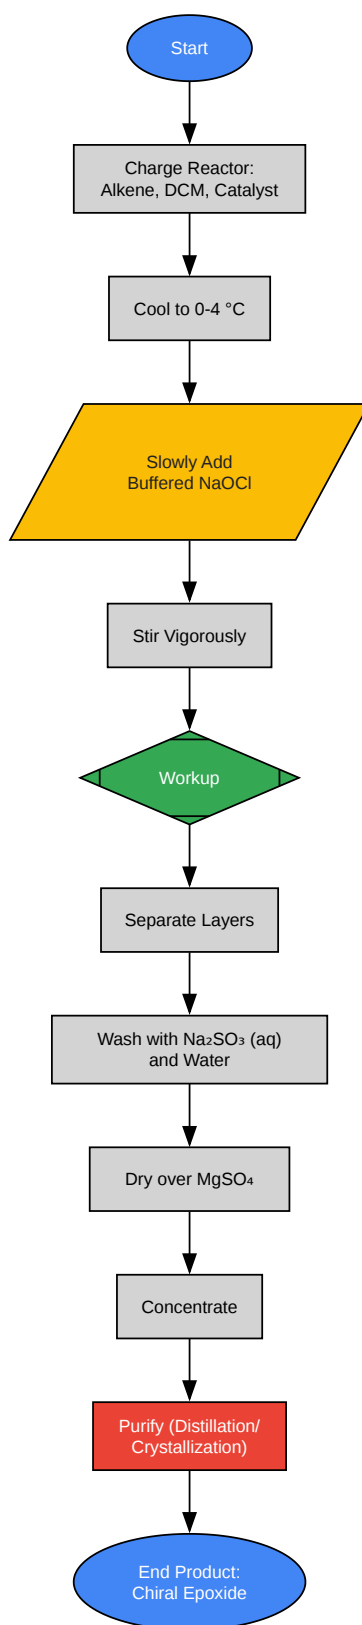 Start
Charge Reactor:
Alkene, DCM, Catalyst
Cool to 0-4 °C
Slowly Add
Buffered NaOCl
Stir Vigorously
Workup
Separate Layers
Wash with Na₂SO₃ (aq)
and Water
Dry over MgSO₄
Concentrate
Purify (Distillation/
Crystallization)
End Product:
Chiral Epoxide